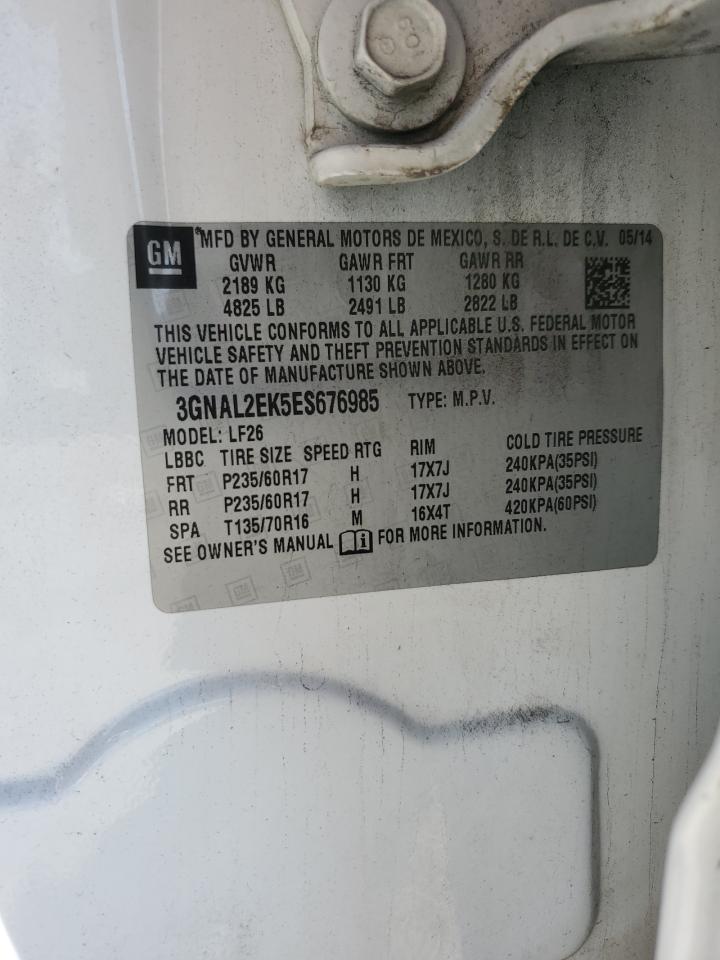 GM *MFD BY GENERAL MOTORS DE MEXICO, S. DE R.L. DE C.V. 05/14
GVWR GAWR FRT GAWR RR
2189 KG 1130 KG 1280 KG
4825 LB 2491 LB 2822 LB
THIS VEHICLE CONFORMS TO ALL APPLICABLE U.S. FEDERAL MOTOR
VEHICLE SAFETY AND THEFT PREVENTION STANDARDS IN EFFECT ON
THE DATE OF MANUFACTURE SHOWN ABOVE.
3GNAL2EK5ES676985 TYPE: M.P.V.
MODEL: LF26
LBBC TIRE SIZE SPEED RTG RIM COLD TIRE PRESSURE
FRT P235/60R17 H 17X7J 240KPA(35PSI)
RR P235/60R17 H 17X7J 240KPA(35PSI)
SPA T135/70R16 M 16X4T 420KPA(60PSI)
SEE OWNER'S MANUAL FOR MORE INFORMATION.